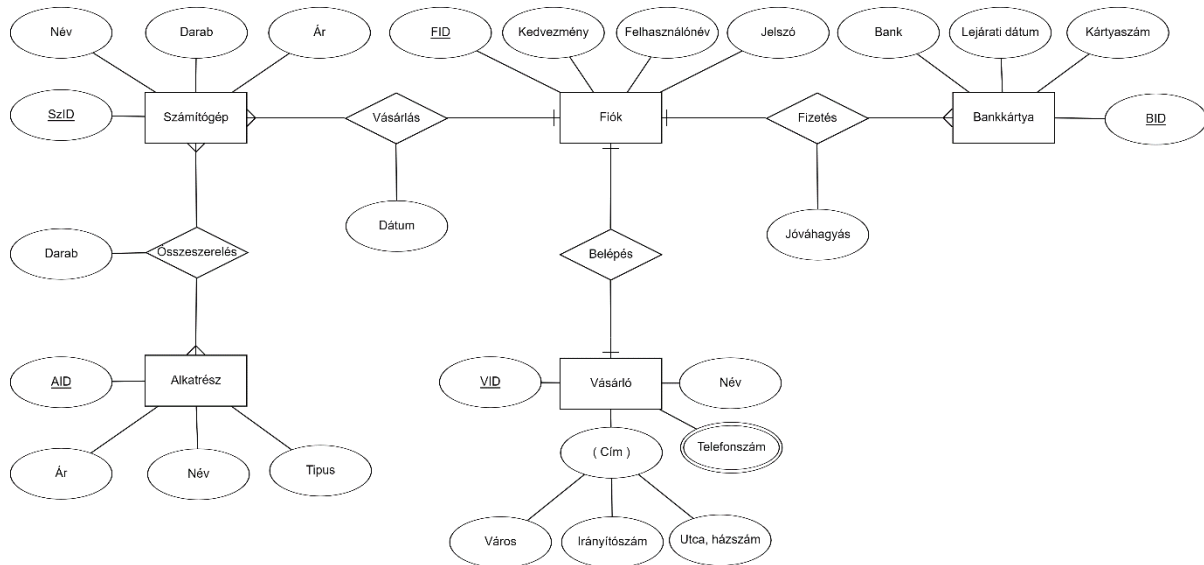 Név
Darab
Ár
FID
Kedvezmény
Felhasználónév
Jelszó
Bank
Lejárati dátum
Kártyaszám
SzID
Számítógép
Vásárlás
Fiók
Fizetés
Bankkártya
BID
Dátum
Jóváhagyás
Darab
Összeszerelés
Belépés
AID
Alkatrész
VID
Vásárló
Név
Telefonszám
( Cím )
Ár
Név
Tipus
Város
Irányítószám
Utca, házszám